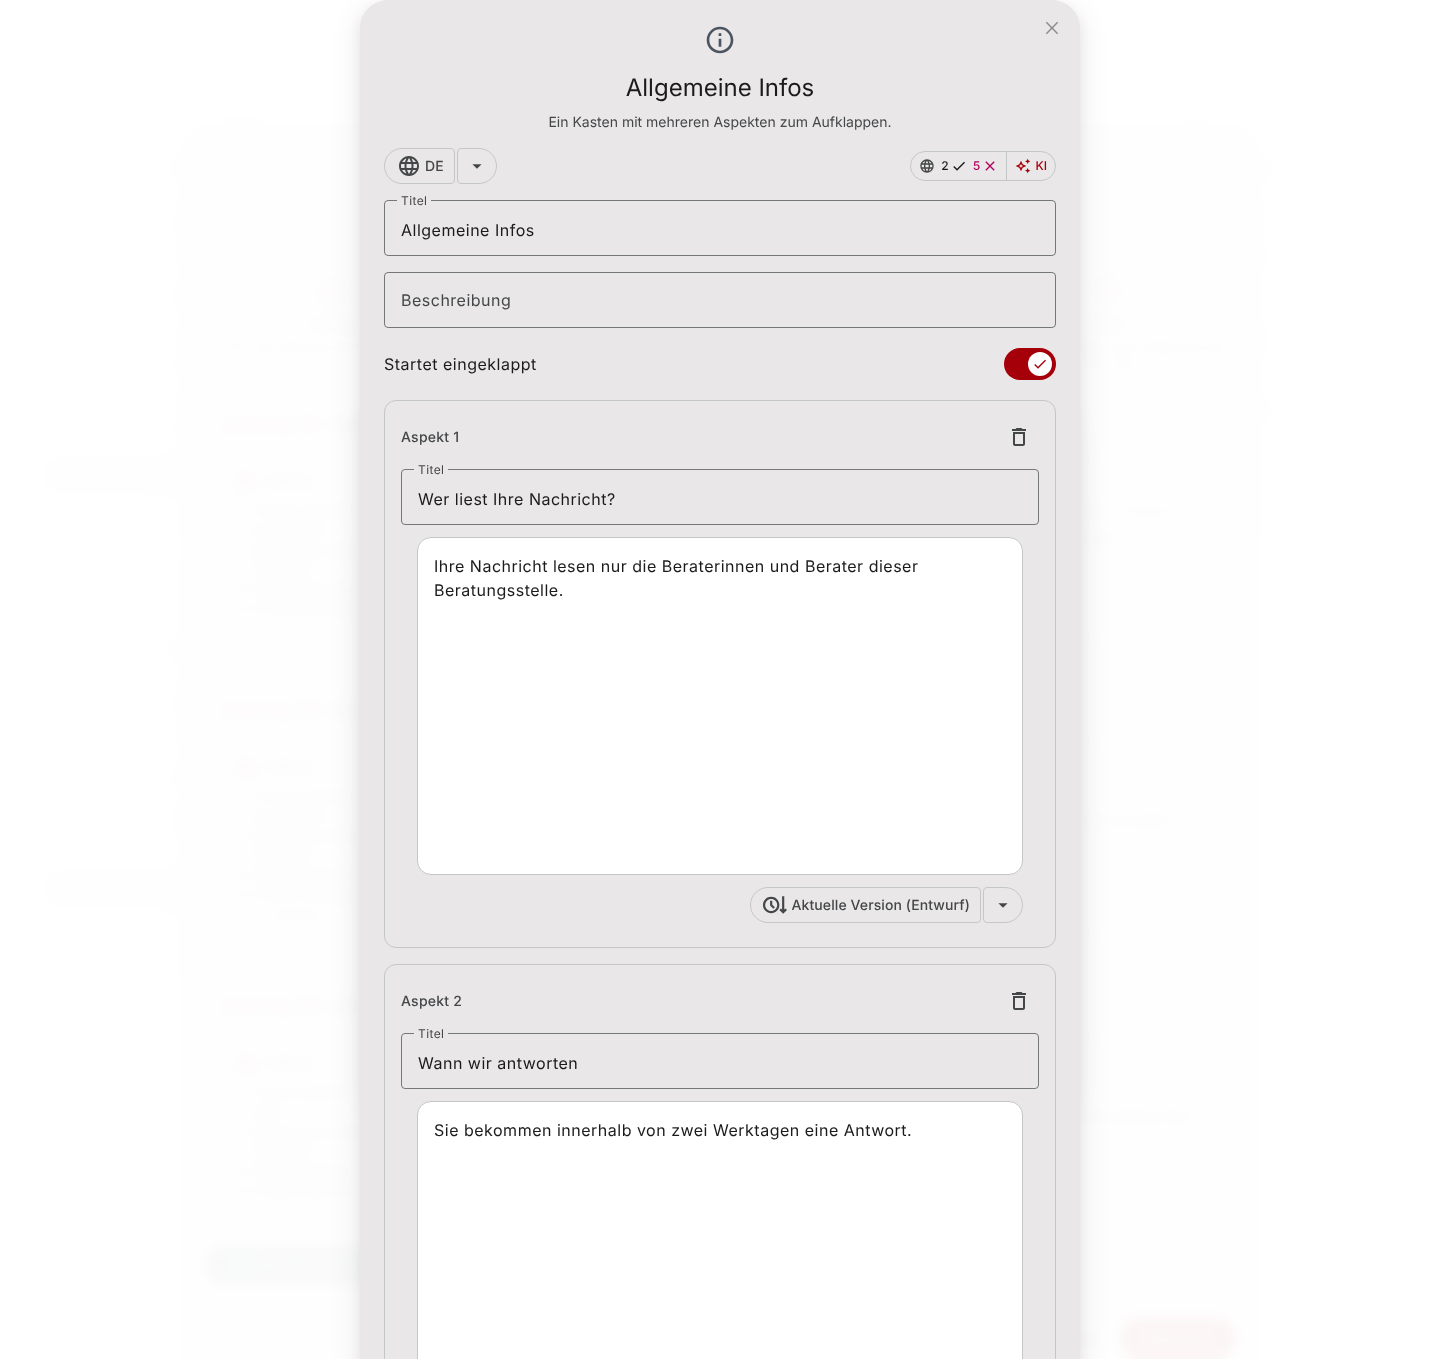 Allgemeine Infos
Ein Kasten mit mehreren Aspekten zum Aufklappen.
DE
2 5 KI
Titel
Allgemeine Infos
Beschreibung
Startet eingeklappt
Aspekt 1
Titel
Wer liest Ihre Nachricht?
Ihre Nachricht lesen nur die Beraterinnen und Berater dieser
Beratungsstelle.
Aktuelle Version (Entwurf)
Aspekt 2
Titel
Wann wir antworten
Sie bekommen innerhalb von zwei Werktagen eine Antwort.